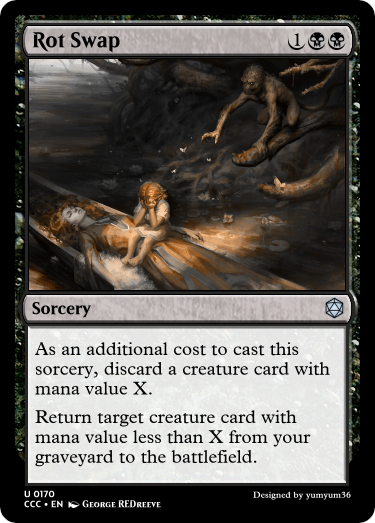 Rot Swap 1
Sorcery
As an additional cost to cast this
sorcery, discard a creature card with
mana value X.
Return target creature card with
mana value less than X from your
graveyard to the battlefield.
U 0170
CCC • EN George REDreeve
Designed by yumyum36